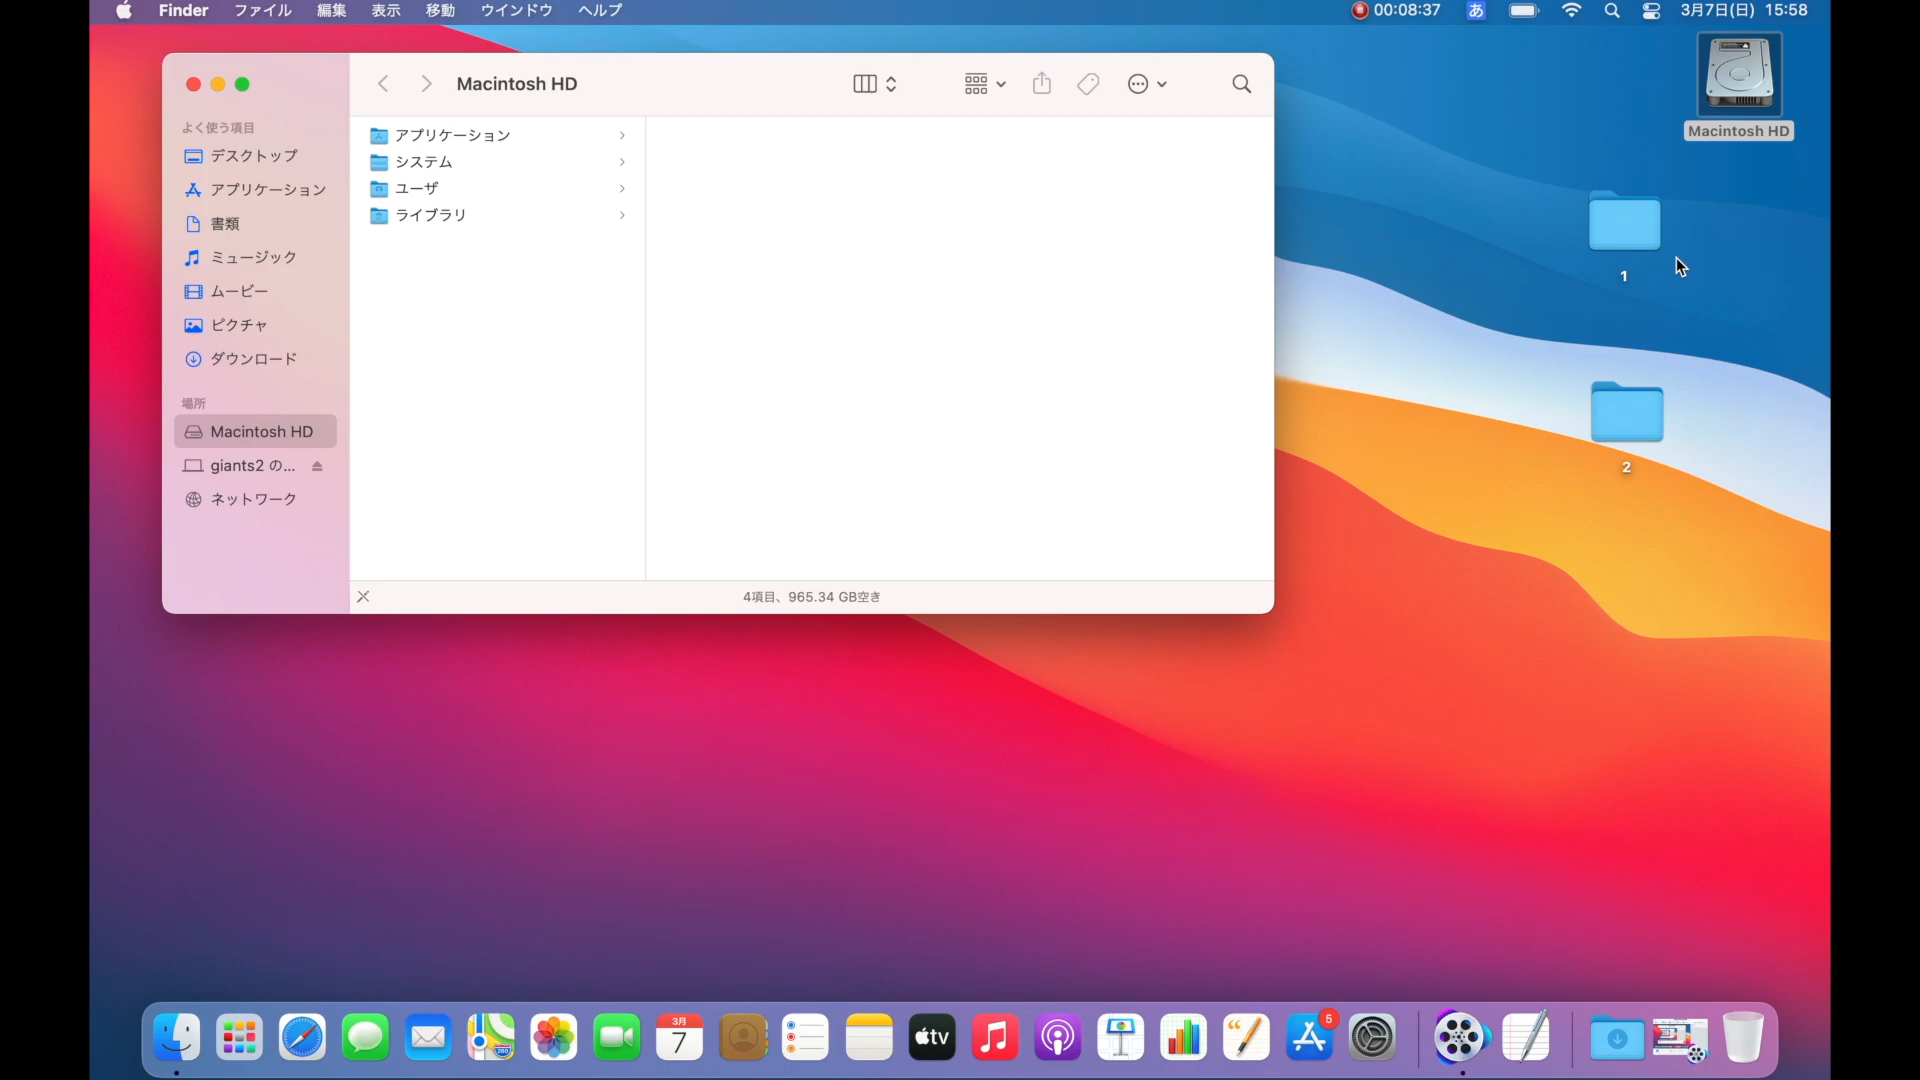 Finder ファイル 編集 表示 移動 ウインドウ ヘルプ 00:08:37 あ 3月7日(日) 15:58
Macintosh HD
Macintosh HD
よく使う項目
デスクトップ
アプリケーション
書類
ミュージック
ムービー
ピクチャ
ダウンロード
場所
Macintosh HD
giants2 の...
ネットワーク
アプリケーション
システム
ユーザ
ライブラリ
4項目、965.34 GB空き
1
2
280
3月
7
tv
5